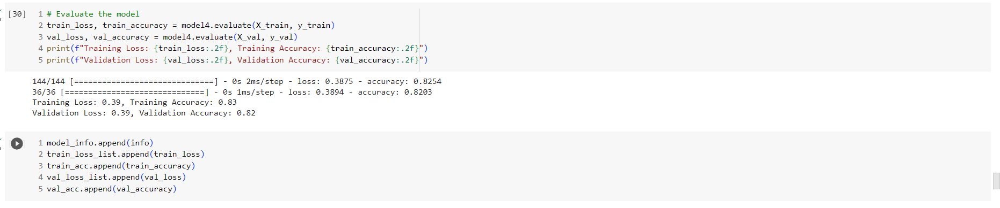 [30] 1 # Evaluate the model
2 train_loss, train_accuracy = model4.evaluate(X_train, y_train)
3 val_loss, val_accuracy = model4.evaluate(X_val, y_val)
4 print(f"Training Loss: {train_loss:.2f}, Training Accuracy: {train_accuracy:.2f}")
5 print(f"Validation Loss: {val_loss:.2f}, Validation Accuracy: {val_accuracy:.2f}")
144/144 [==============================] - 0s 2ms/step - loss: 0.3875 - accuracy: 0.8254
36/36 [==============================] - 0s 1ms/step - loss: 0.3894 - accuracy: 0.8203
Training Loss: 0.39, Training Accuracy: 0.83
Validation Loss: 0.39, Validation Accuracy: 0.82
1 model_info.append(info)
2 train_loss_list.append(train_loss)
3 train_acc.append(train_accuracy)
4 val_loss_list.append(val_loss)
5 val_acc.append(val_accuracy)